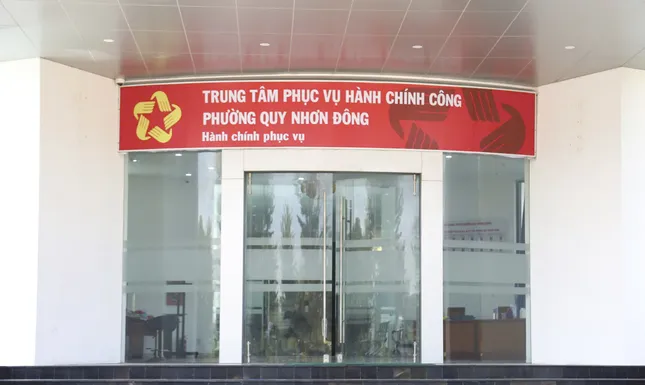 TRUNG TÂM PHỤC VỤ HÀNH CHÍNH CÔNG
PHƯỜNG QUY NHƠN ĐÔNG
Hành chính phục vụ